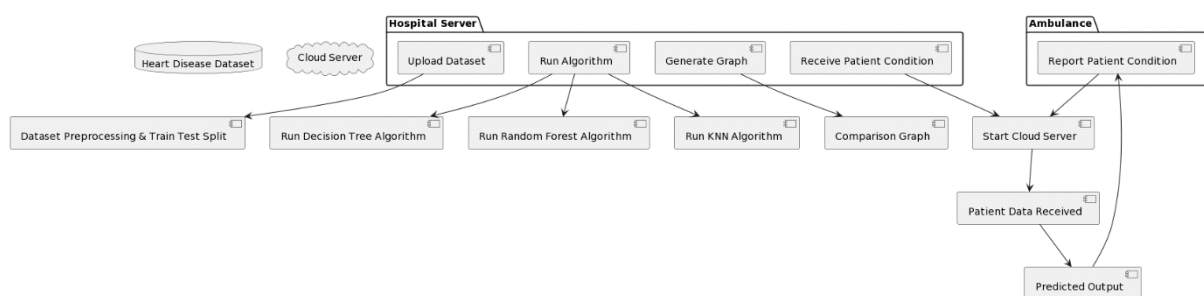 Hospital Server
Ambulance
Heart Disease Dataset
Cloud Server
Upload Dataset
Run Algorithm
Generate Graph
Receive Patient Condition
Report Patient Condition
Dataset Preprocessing & Train Test Split
Run Decision Tree Algorithm
Run Random Forest Algorithm
Run KNN Algorithm
Comparison Graph
Start Cloud Server
Patient Data Received
Predicted Output